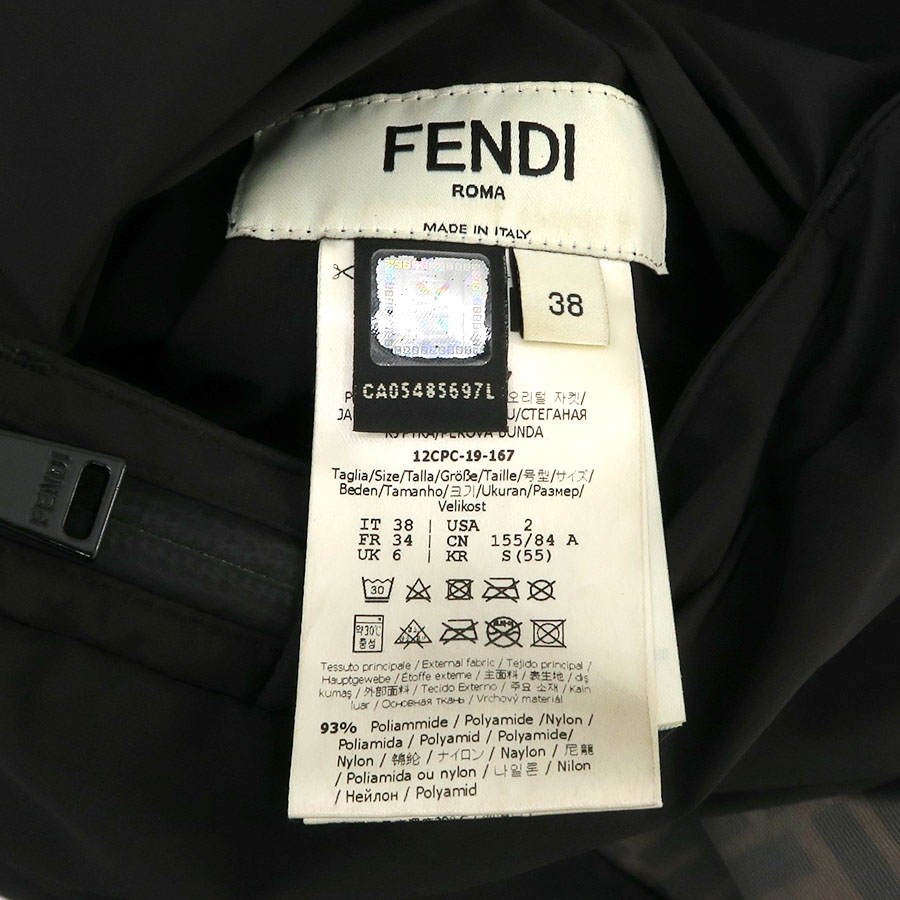 FENDI
ROMA
MADE IN ITALY
38
CA05485697L
오리털 자켓/
JA U/СТЕГАНАЯ
КУРТКА/PEROVÁ BUNDA
12CPC-19-167
Taglia/Size/Talla/Größe/Taille/号型/サイズ/
Beden/Tamanho/크기/Ukuran/Размер/
Velikost
IT 38 | USA 2
FR 34 | CN 155/84 A
UK 6 | KR S(55)
30
약30℃
중성
Tessuto principale / External fabric / Tejido principal /
Hauptgewebe / Étoffe externe / 主面料 / 表生地 / dış
kumaş / 外部面料 / Tecido Externo / 주요 소재 / Kain
luar / Основная ткань / Vrchový materiál
93% Poliammide / Polyamide /Nylon /
Poliamida / Polyamid / Polyamide/
Nylon / 锦纶 / ナイロン / Naylon / 尼龍
/ Poliamida ou nylon / 나일론 / Nilon
/ Нейлон / Polyamid
FENDI